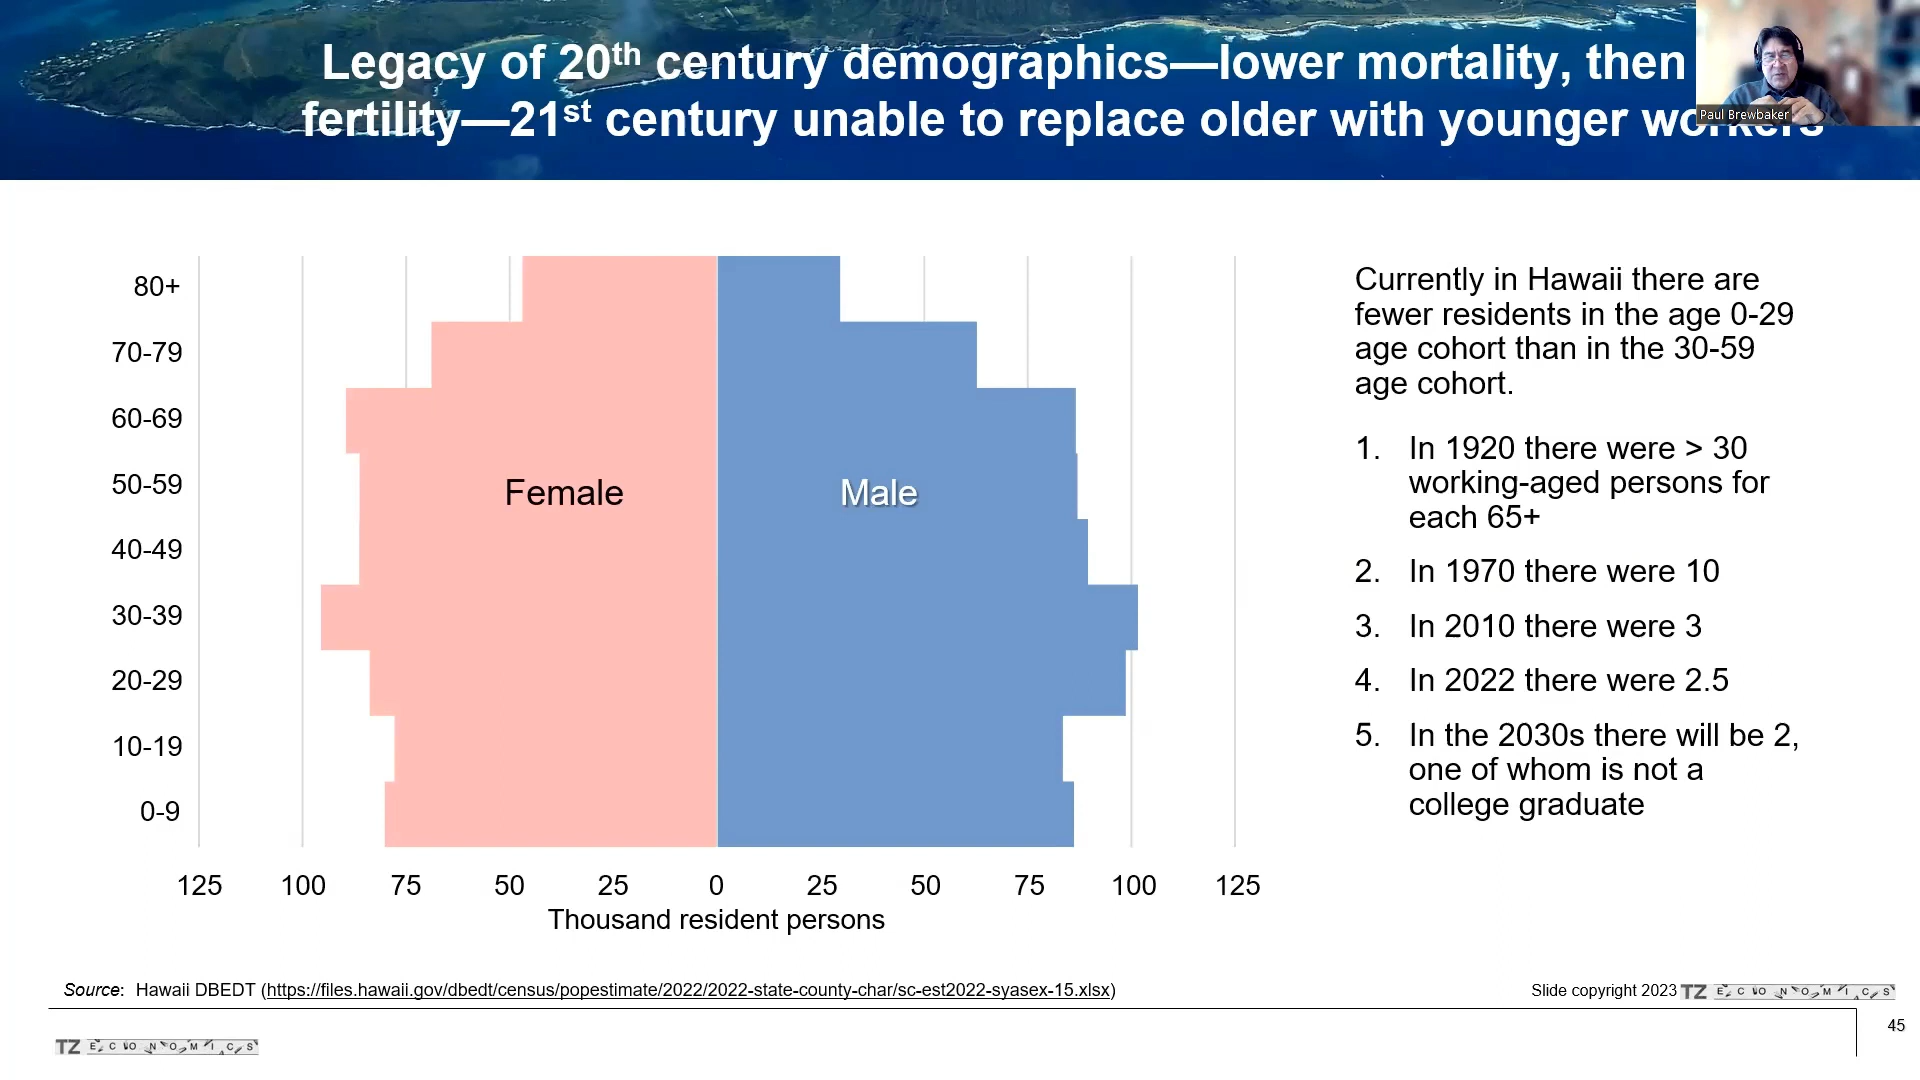 Legacy of 20th century demographics—lower mortality, then
fertility—21st century unable to replace older with younger workers
Paul Brewbaker
80+
70-79
60-69
50-59
40-49
30-39
20-29
10-19
0-9
Female
Male
125 100 75 50 25 0 25 50 75 100 125
Thousand resident persons
Currently in Hawaii there are
fewer residents in the age 0-29
age cohort than in the 30-59
age cohort.
1. In 1920 there were > 30
working-aged persons for
each 65+
2. In 1970 there were 10
3. In 2010 there were 3
4. In 2022 there were 2.5
5. In the 2030s there will be 2,
one of whom is not a
college graduate
Source: Hawaii DBEDT (https://files.hawaii.gov/dbedt/census/popestimate/2022/2022-state-county-char/sc-est2022-syasex-15.xlsx)
Slide copyright 2023 TZ ECONOMICS
45
TZ ECONOMICS